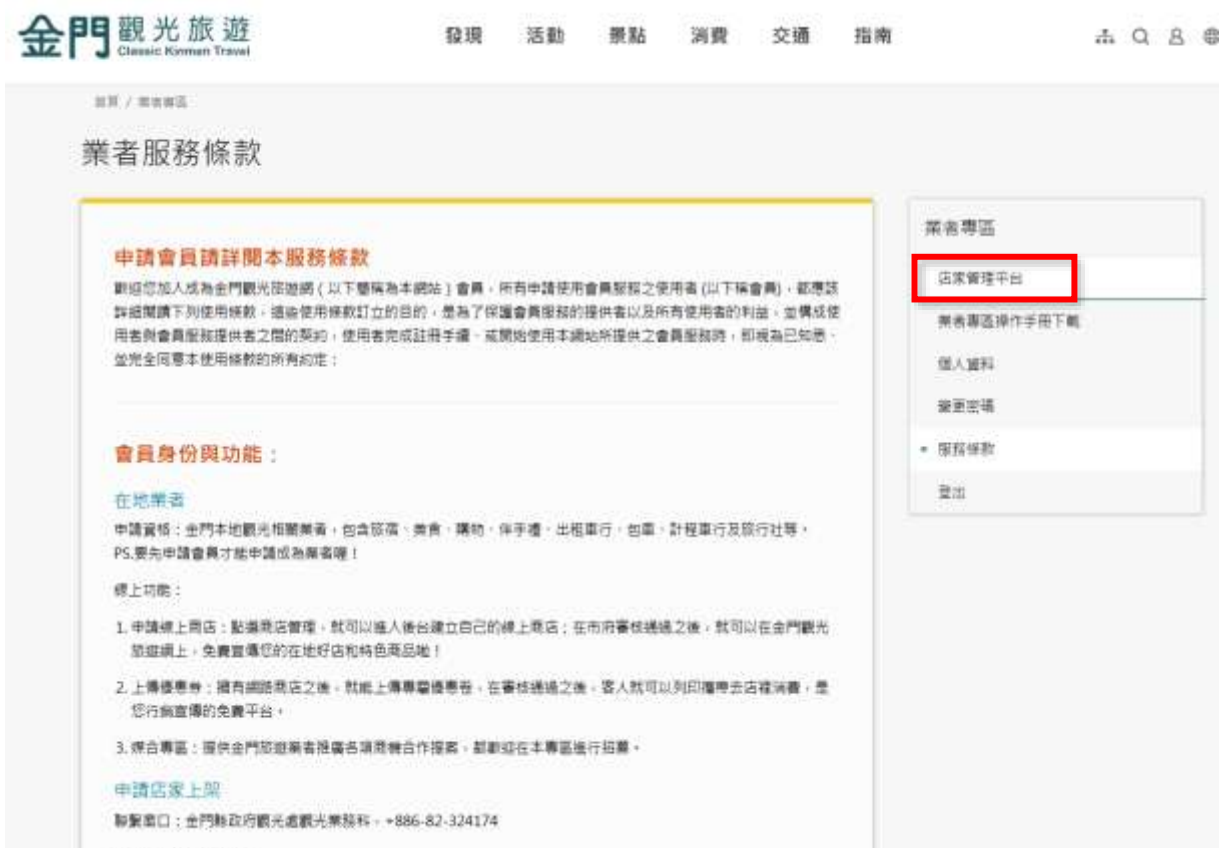 金門觀光旅遊
Classic Kinmen Travel
發現 活動 景點 消費 交通 指南
首頁 / 業者專區
業者服務條款
申請會員請詳閱本服務條款
歡迎您加入成為金門觀光旅遊網 ( 以下簡稱為本網站 ) 會員，所有申請使用會員服務之使用者 (以下稱會員)，都應該
詳細閱讀下列使用條款，這些使用條款訂立的目的，是為了保護會員服務的提供者以及所有使用者的利益，並構成使
用者與會員服務提供者之間的契約，使用者完成註冊手續、或開始使用本網站所提供之會員服務時，即視為已知悉、
並完全同意本使用條款的所有約定：
會員身份與功能：
在地業者
申請資格：金門本地觀光相關業者，包含旅宿、美食、購物、伴手禮、出租車行、包車、計程車行及旅行社等。
PS.要先申請會員才能申請成為業者喔！
線上功能：
1. 申請線上商店：點選商店管理，就可以進入後台建立自己的線上商店；在市府審核通過之後，就可以在金門觀光
旅遊網上，免費宣傳您的在地好店和特色商品啦！
2. 上傳優惠券：擁有網路商店之後，就能上傳專屬優惠卷，在審核通過之後，客人就可以列印攜帶去店裡消費，是
您行銷宣傳的免費平台。
3. 媒合專區：提供金門旅遊業者推廣各項商機合作提案，都歡迎在本專區進行招募。
申請店家上架
聯繫窗口：金門縣政府觀光處觀光業務科，+886-82-324174
業者專區
店家管理平台
業者專區操作手冊下載
個人資料
變更密碼
服務條款
登出